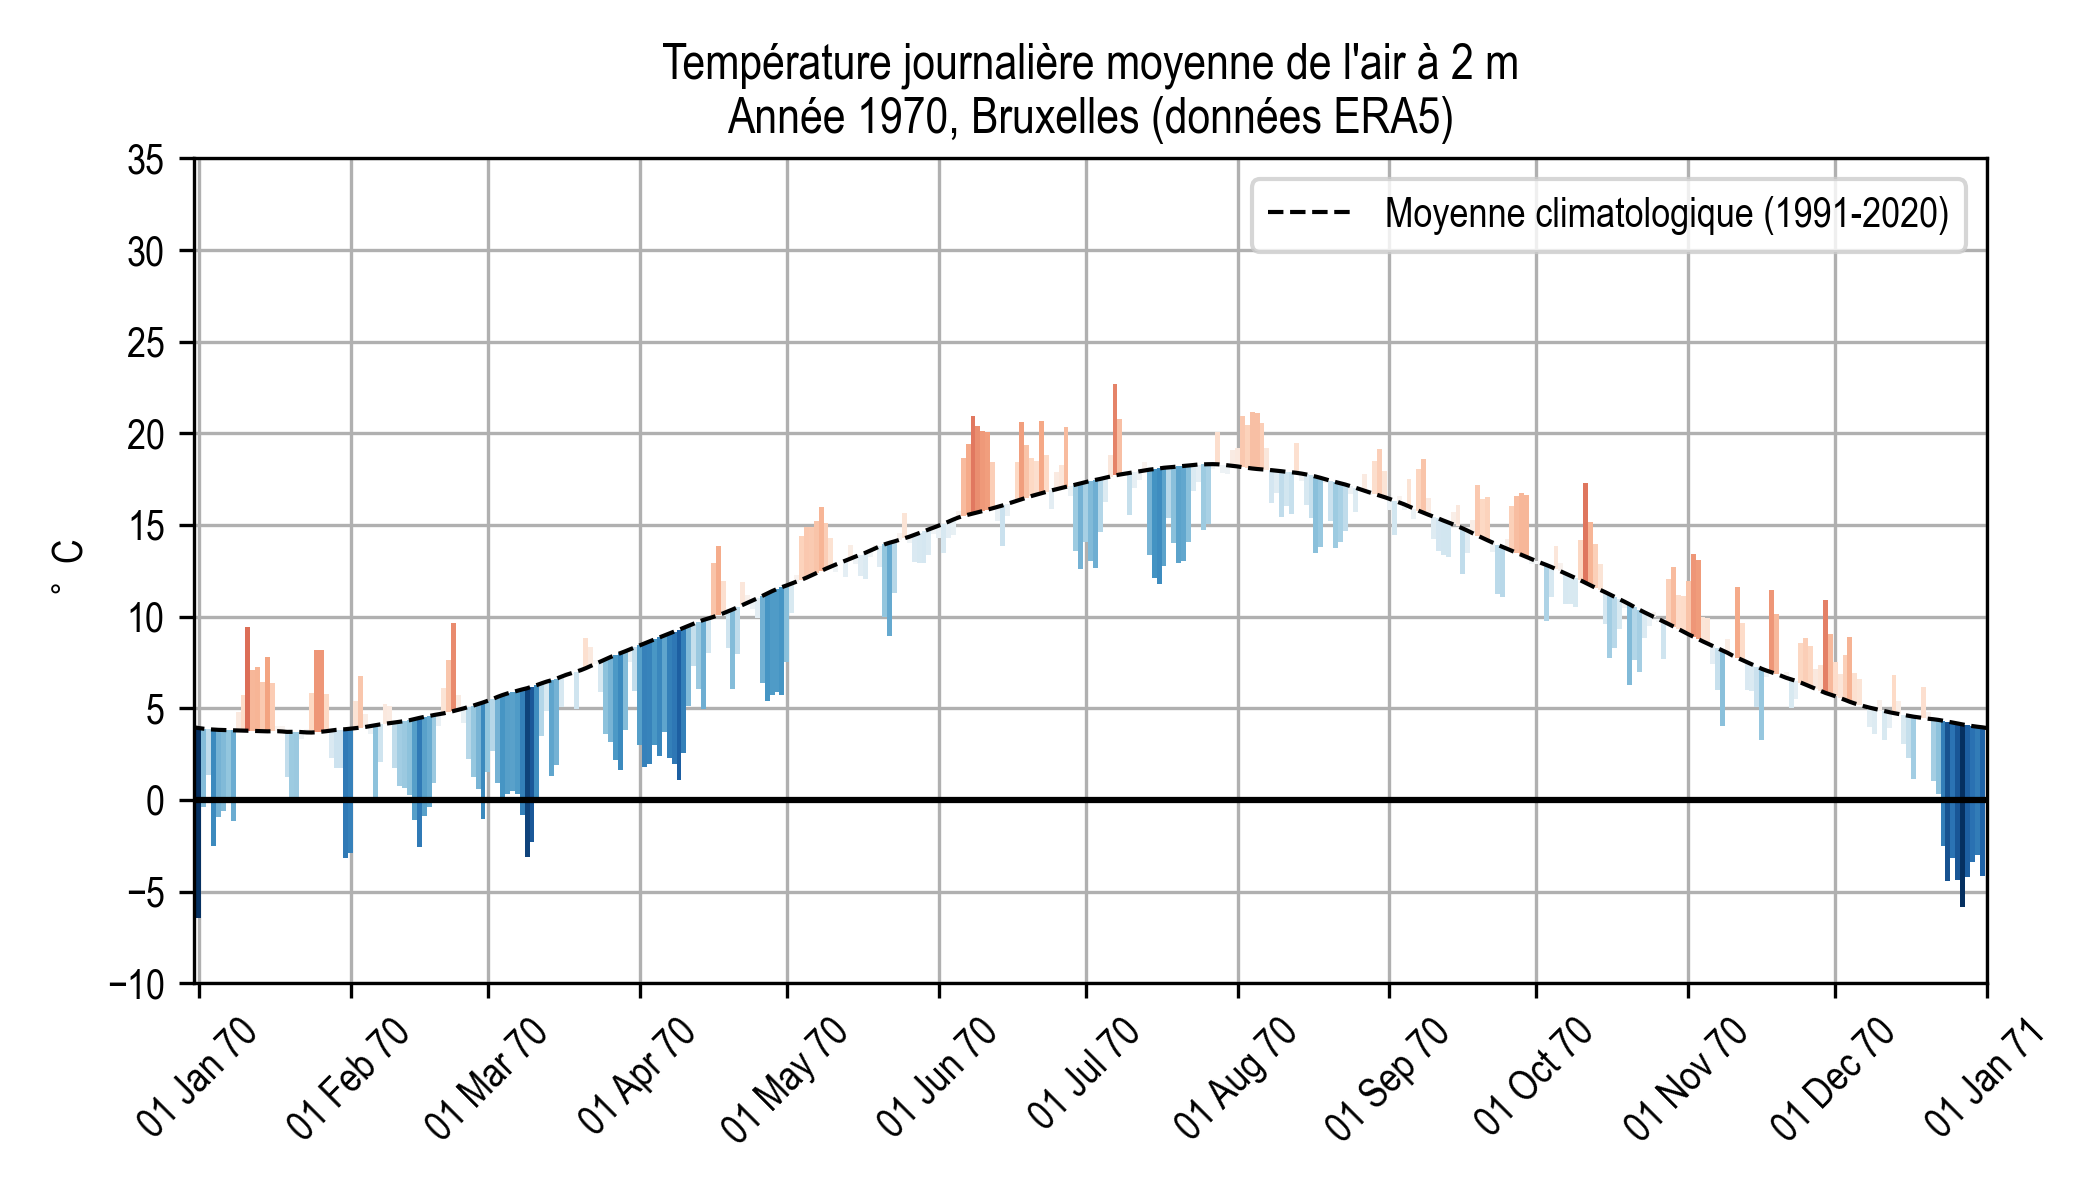 Température journalière moyenne de l'air à 2 m
Année 1970, Bruxelles (données ERA5)
Moyenne climatologique (1991-2020)
° C
35
30
25
20
15
10
5
0
−5
−10
01 Jan 70
01 Feb 70
01 Mar 70
01 Apr 70
01 May 70
01 Jun 70
01 Jul 70
01 Aug 70
01 Sep 70
01 Oct 70
01 Nov 70
01 Dec 70
01 Jan 71